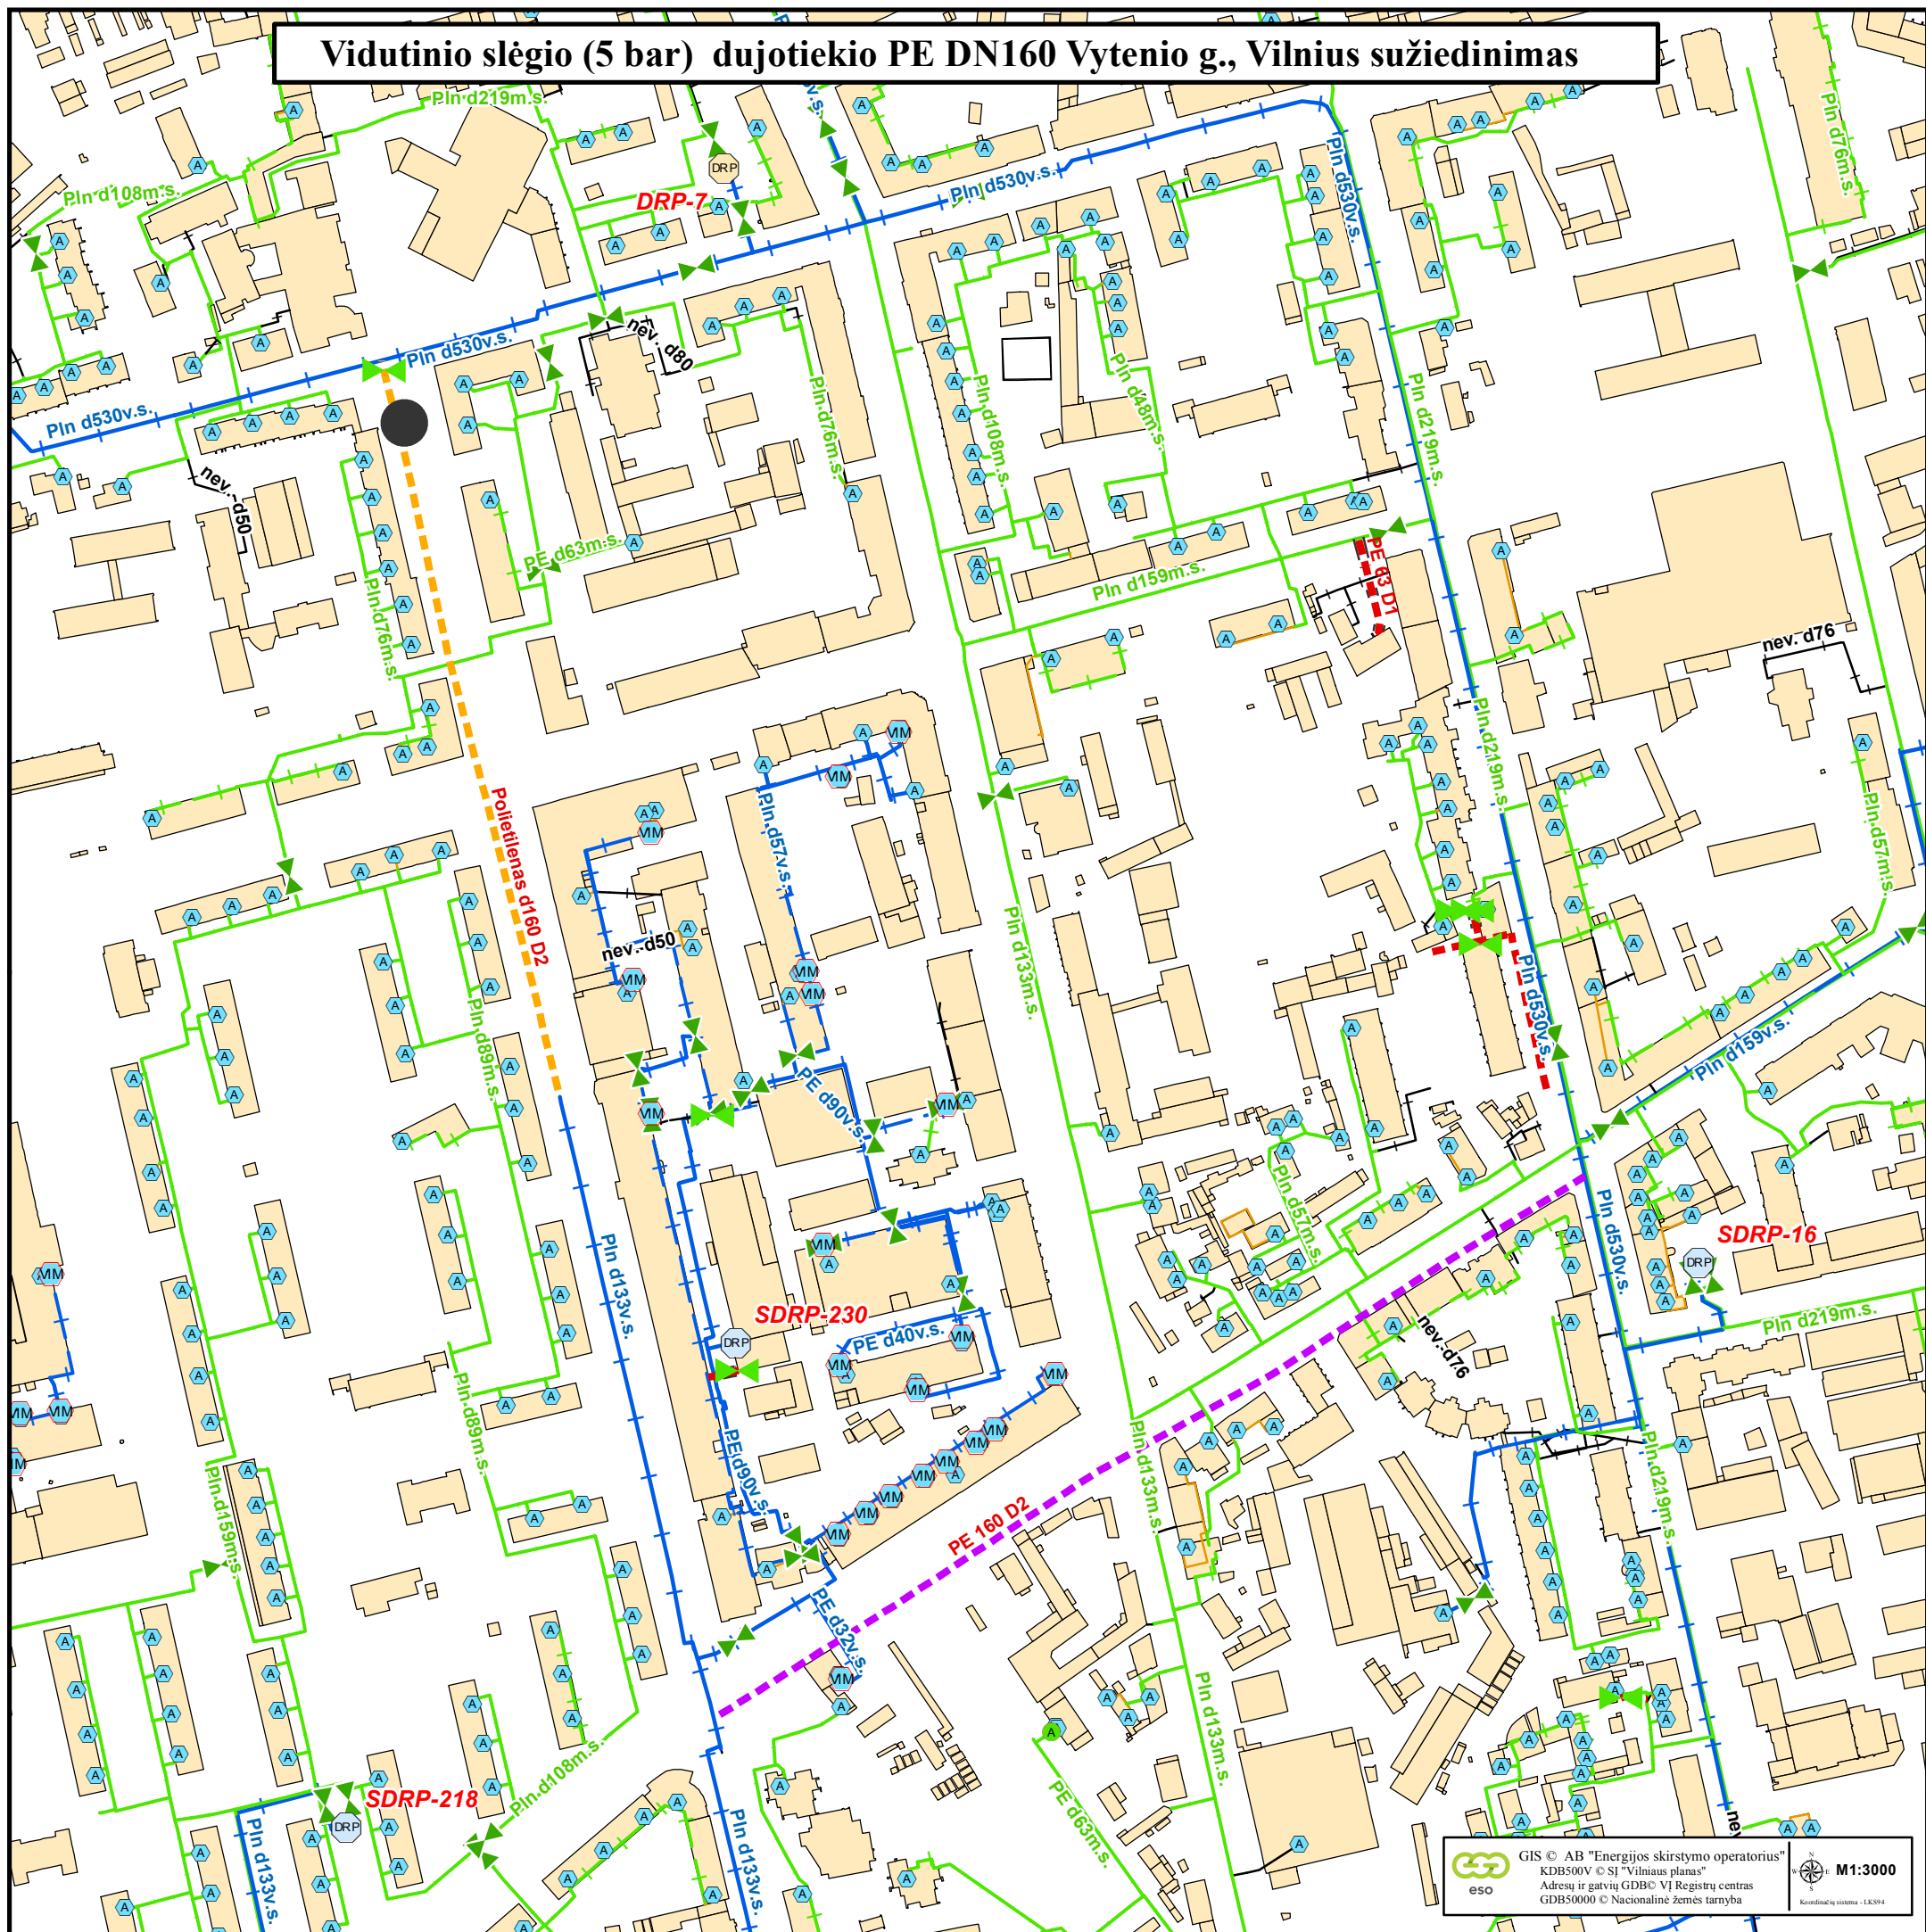 Vidutinio slėgio (5 bar) dujotiekio PE DN160 Vytenio g., Vilnius sužiedinimas
Pln d219m.s.
Pln d76m.s.
DRP
Pln d108m.s.
DRP-7
Pln d530v.s.
Pln d530v.s.
Pln d530v.s.
nev. d80
Pln d530v.s.
Pln d76m.s.
Pln d108m.s.
Pln d48m.s.
Pln d219m.s.
nev. d50
PE d63m.s.
Pln d159m.s.
PE 63 D1
Pln d76m.s.
nev. d76
Pln d219m.s.
Polietilenas d160 D2
Pln d57v.s.
Pln d57m.s.
nev. d50
Pln d133m.s.
Pln d89m.s.
Pln d530v.s.
Pln d159v.s.
PE d90v.s.
Pln d57m.s.
Pln d530v.s.
SDRP-16
DRP
Pln d133v.s.
SDRP-230
DRP
PE d40v.s.
Pln d219m.s.
nev. d76
Pln d89m.s.
PE d90v.s.
Pln d133m.s.
Pln d219m.s.
Pln d159m.s.
PE 160 D2
PE d32v.s.
Pln d133m.s.
Pln d108m.s.
SDRP-218
DRP
PE d63m.s.
Pln d133v.s.
Pln d133v.s.
nev.
GIS © AB "Energijos skirstymo operatorius"
KDB500V © SĮ "Vilniaus planas"
Adresų ir gatvių GDB© VĮ Registrų centras
GDB50000 © Nacionalinė žemės tarnyba
eso
M1:3000
Koordinačių sistema - LKS94